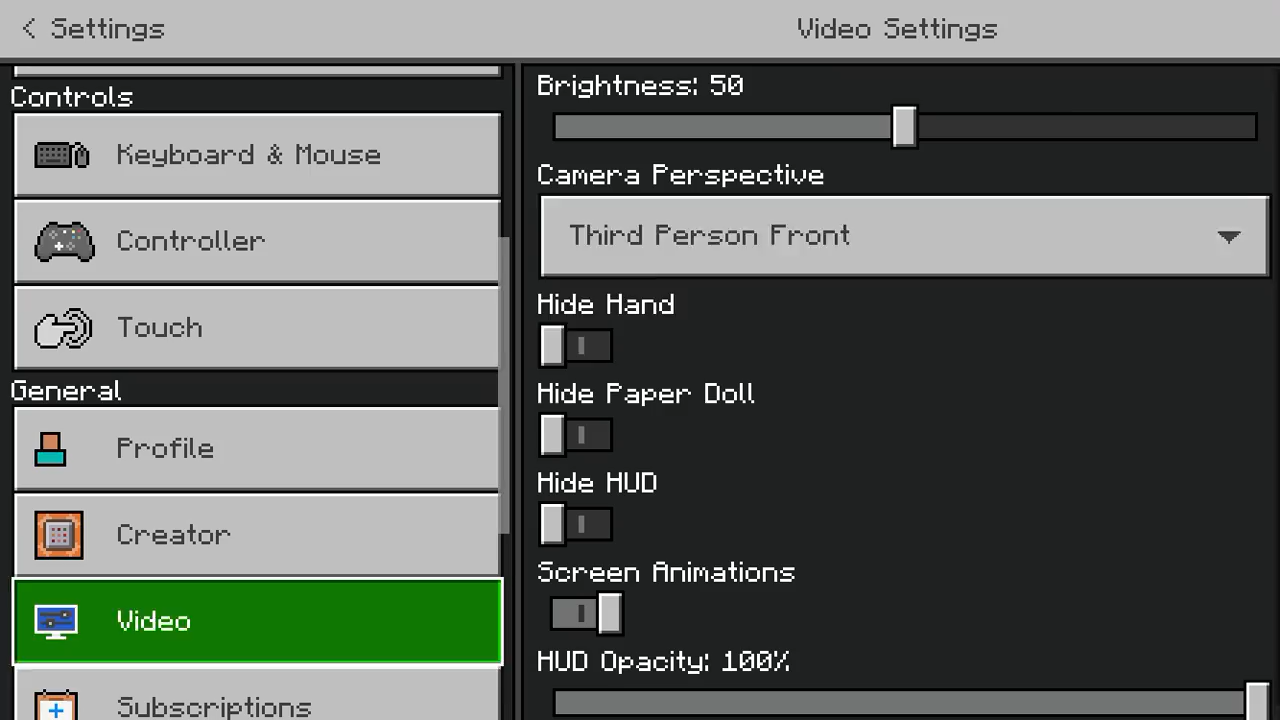 Settings
Video Settings
Controls
Keyboard & Mouse
Controller
Touch
General
Profile
Creator
Video
Subscriptions
Brightness: 50
Camera Perspective
Third Person Front
Hide Hand
Hide Paper Doll
Hide HUD
Screen Animations
HUD Opacity: 100%